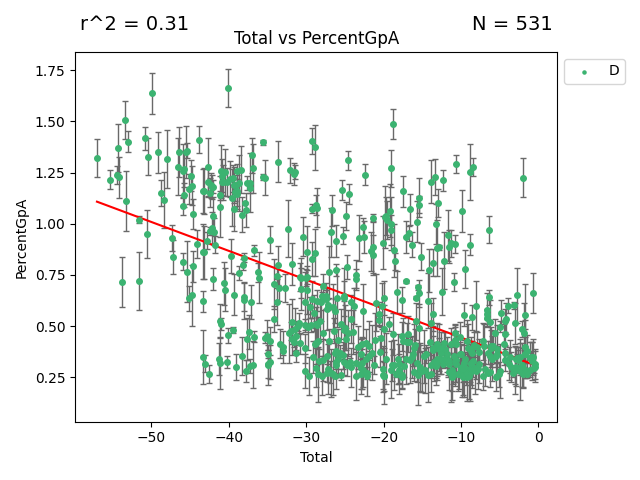 r^2 = 0.31
N = 531
Total vs PercentGpA
D
PercentGpA
1.75
1.50
1.25
1.00
0.75
0.50
0.25
−50
−40
−30
−20
−10
0
Total